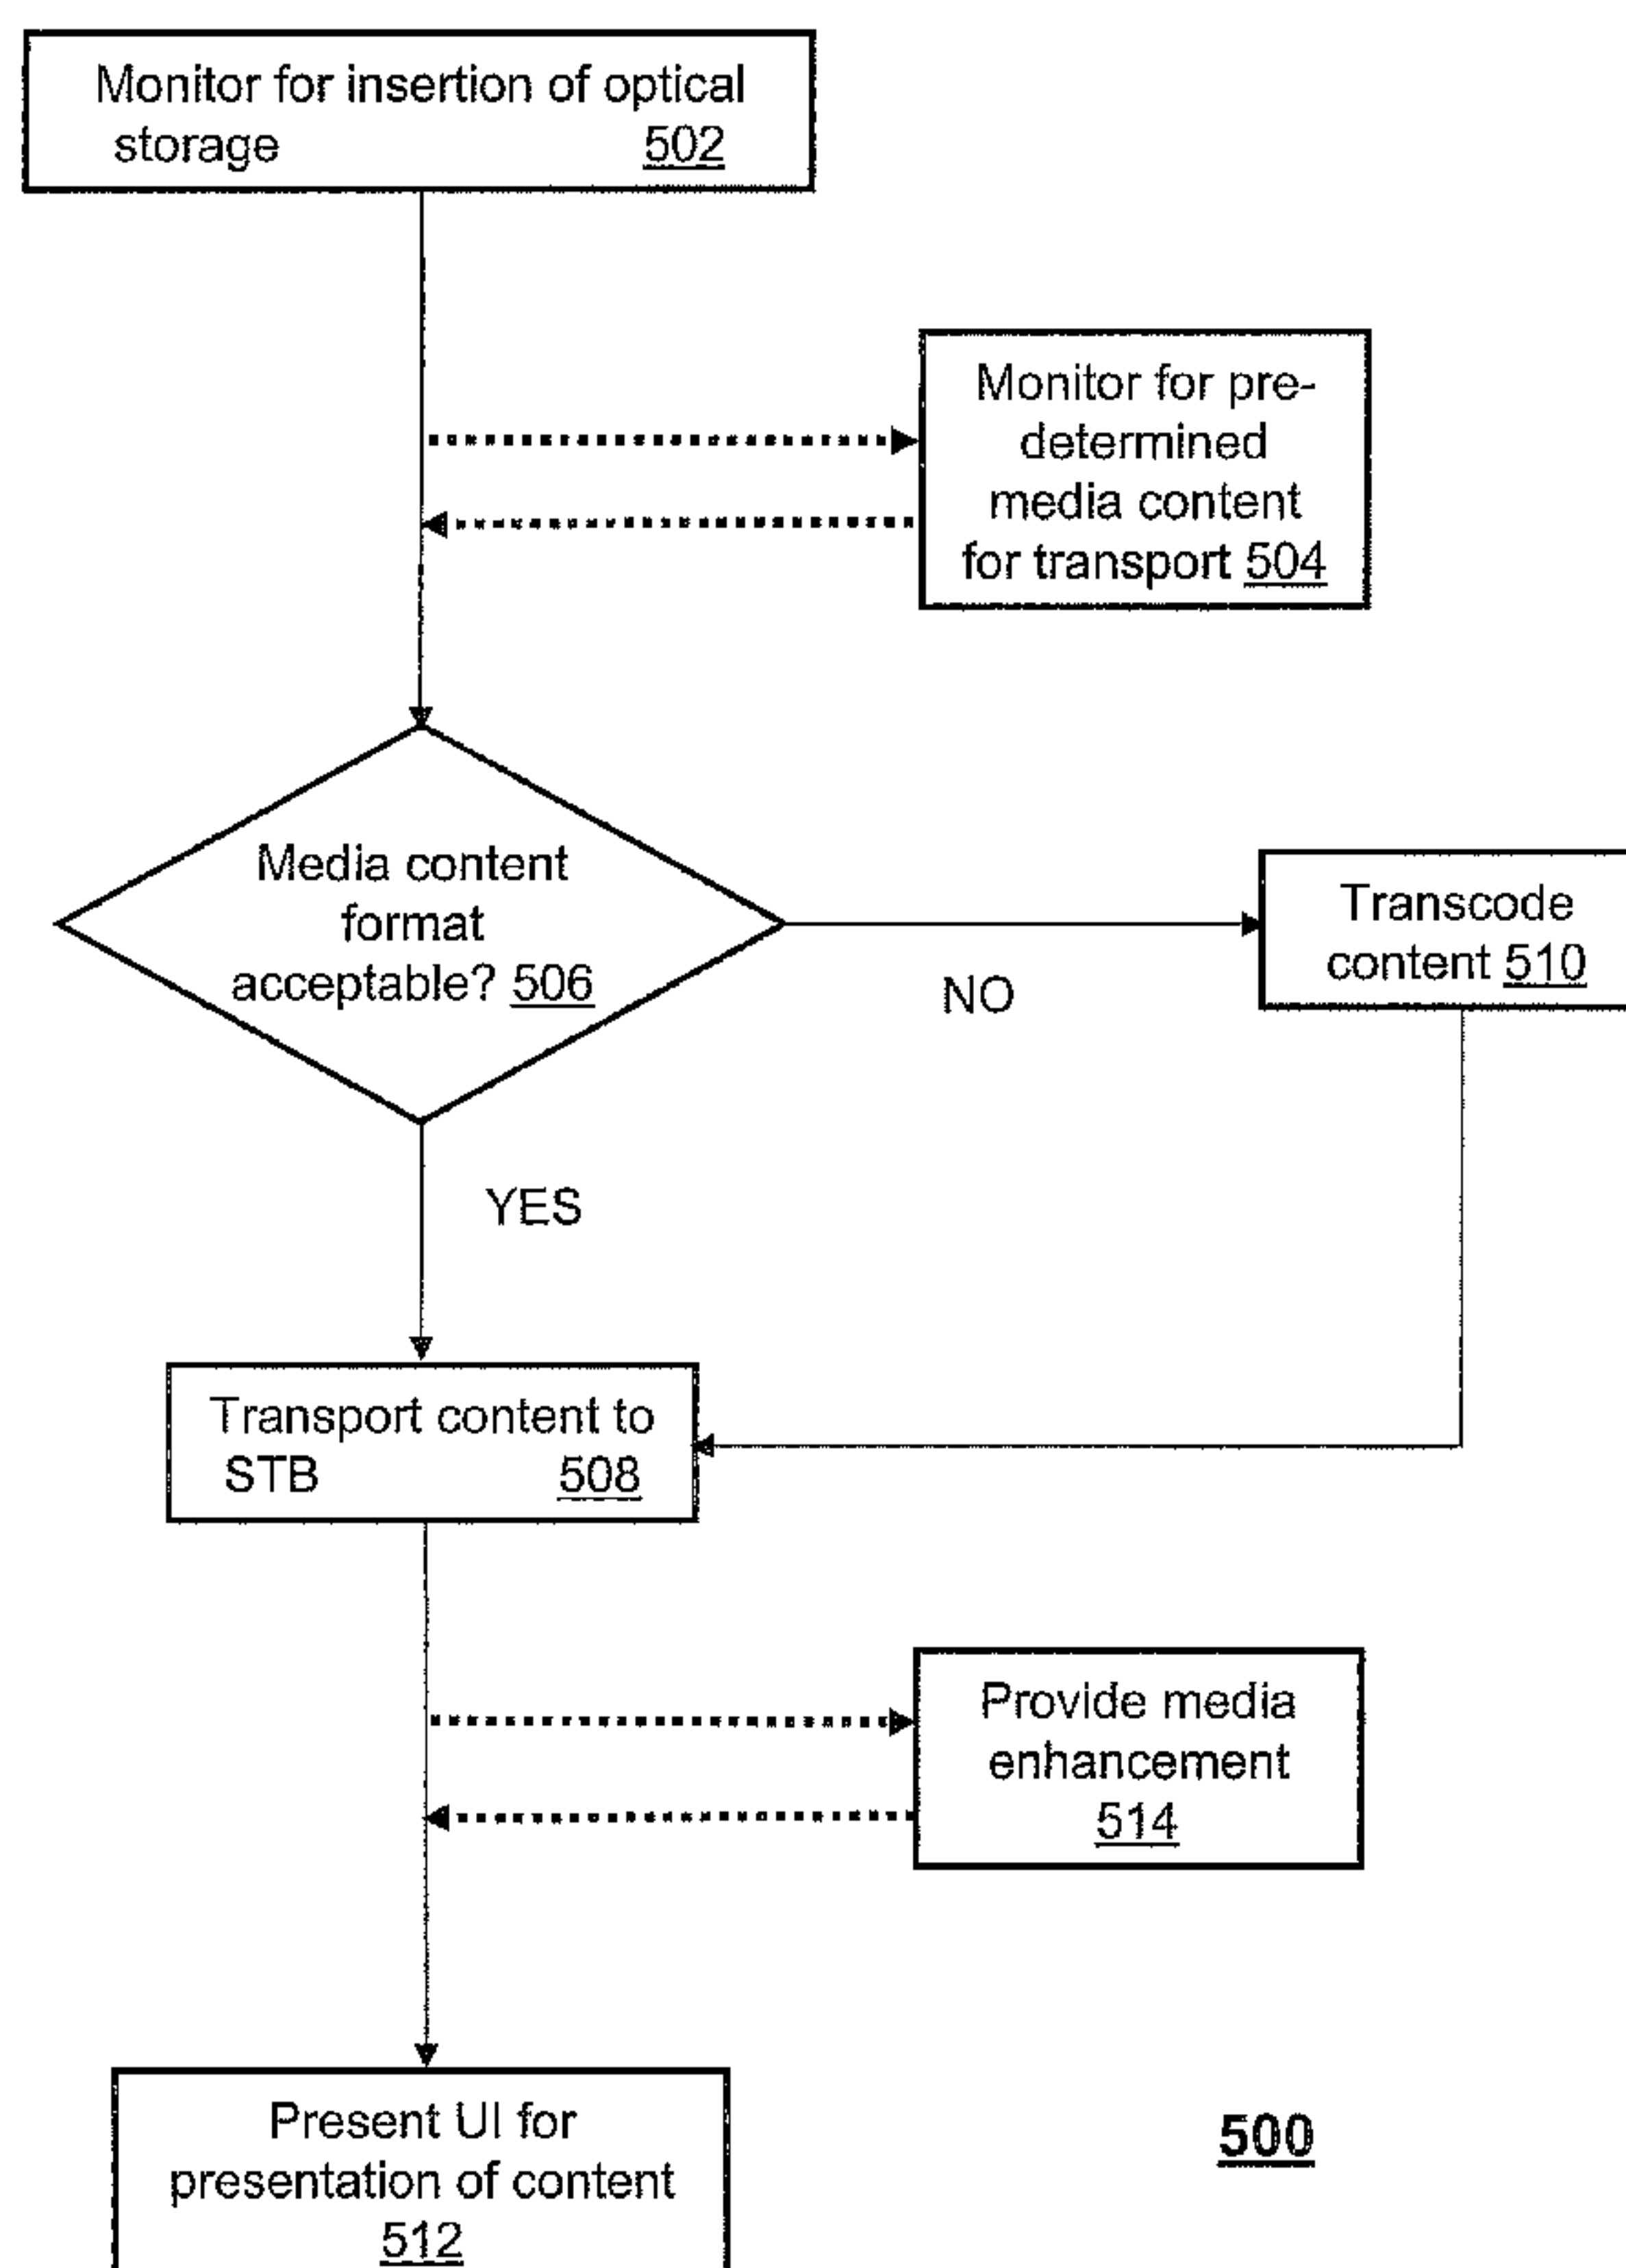 Monitor for insertion of optical
storage 502
Monitor for pre-
determined
media content
for transport 504
Media content
format
acceptable? 506
NO
Transcode
content 510
YES
Transport content to
STB 508
Provide media
enhancement
514
Present UI for
presentation of content
512
500